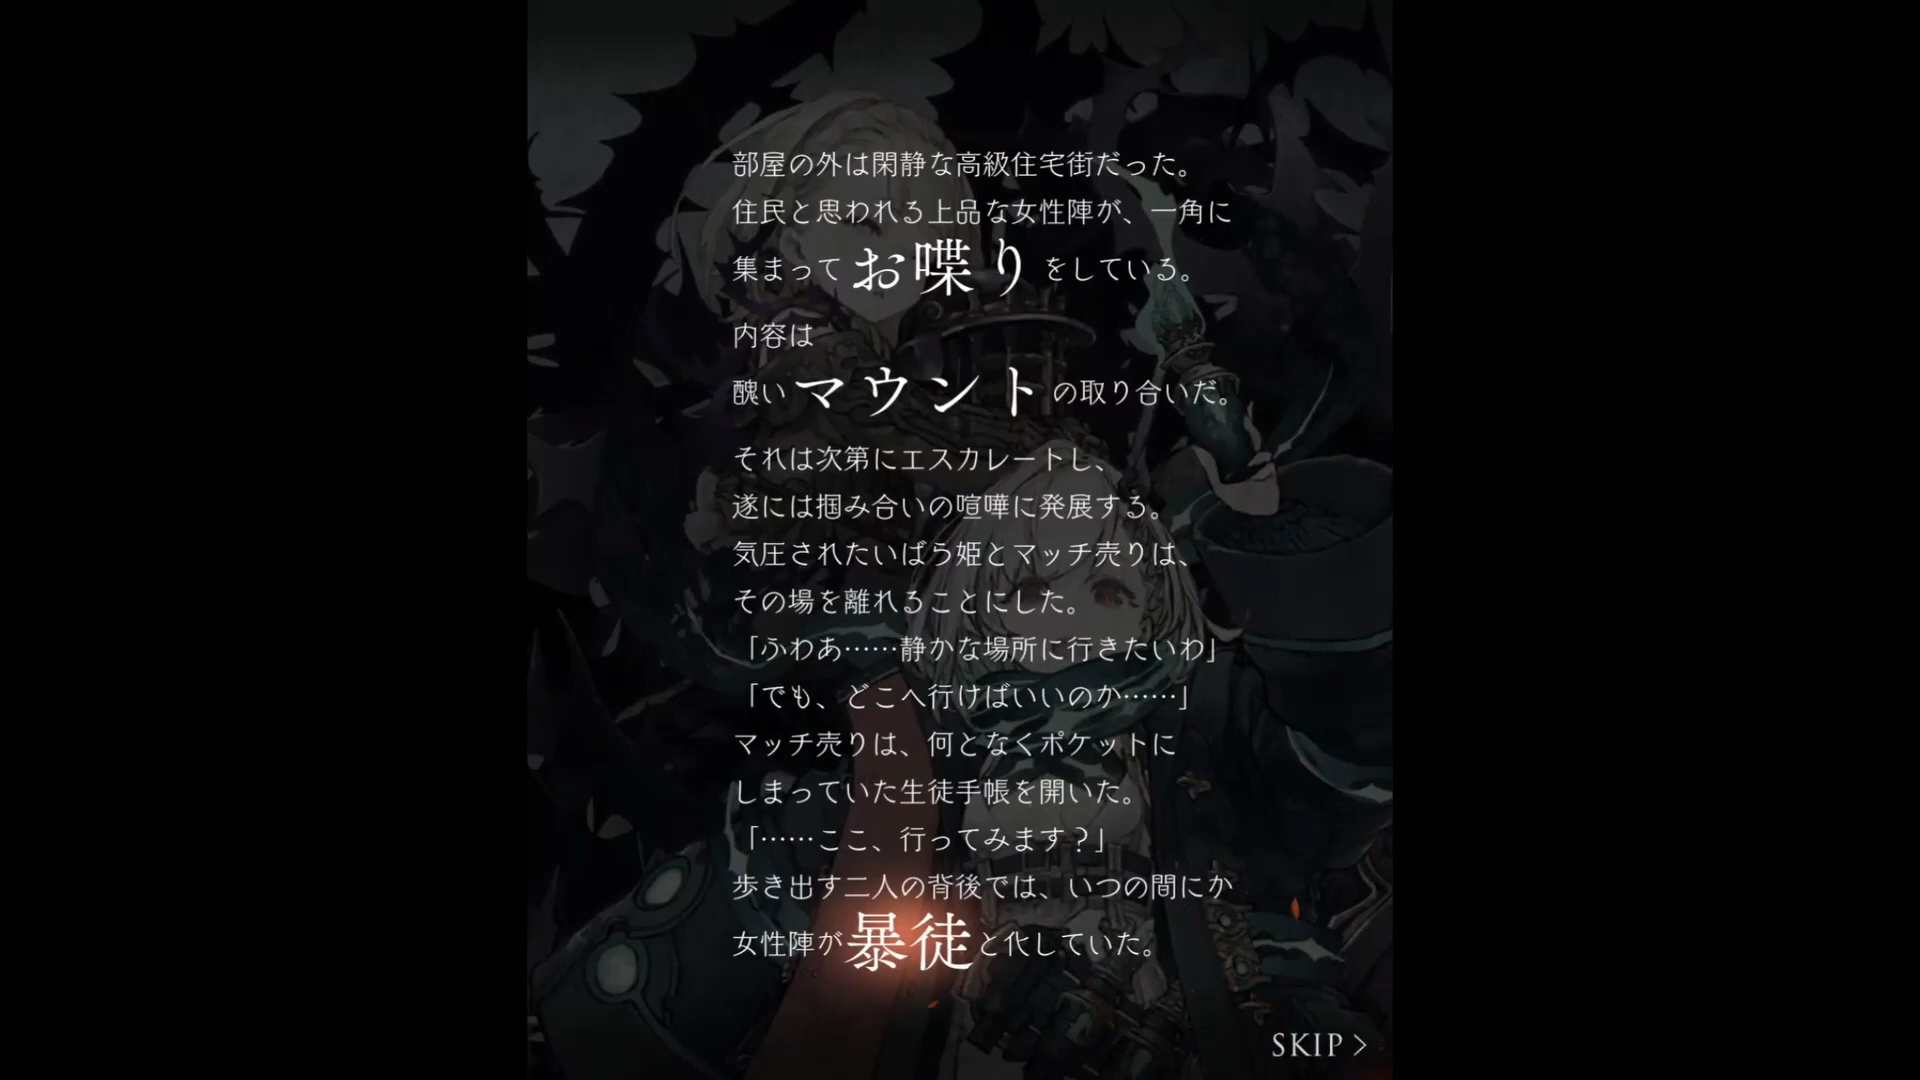 部屋の外は閑静な高級住宅街だった。
住民と思われる上品な女性陣が、一角に
集まってお喋りをしている。
内容は
醜いマウントの取り合いだ。
それは次第にエスカレートし、
遂には掴み合いの喧嘩に発展する。
気圧されたいばら姫とマッチ売りは、
その場を離れることにした。
「ふわあ……静かな場所に行きたいわ」
「でも、どこへ行けばいいのか……」
マッチ売りは、何となくポケットに
しまっていた生徒手帳を開いた。
「……ここ、行ってみます？」
歩き出す二人の背後では、いつの間にか
女性陣が暴徒と化していた。
SKIP >